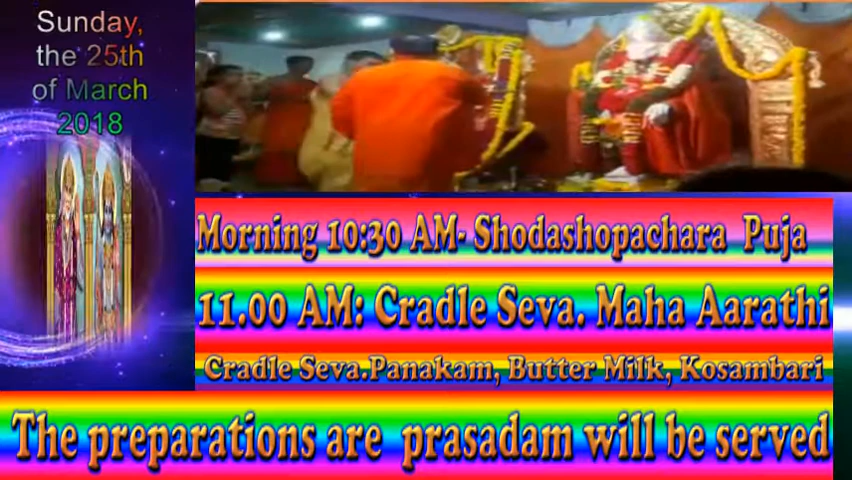 Sunday,
the 25th
of March
2018
Morning 10:30 AM- Shodashopachara Puja
11.00 AM: Cradle Seva. Maha Aarathi
Cradle Seva.Panakam, Butter Milk, Kosambari
The preparations are prasadam will be served